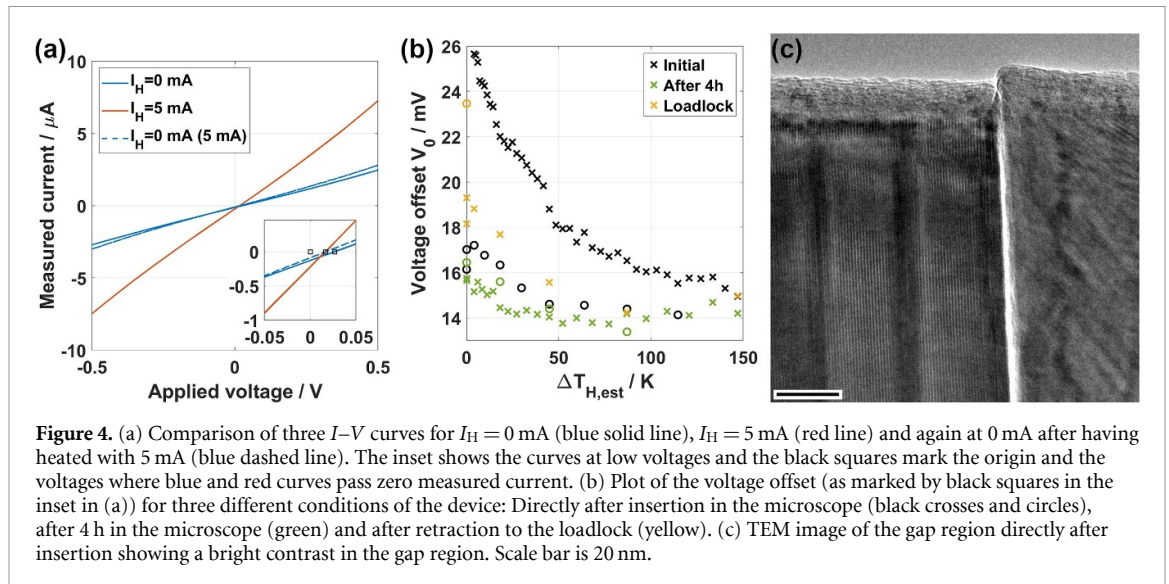 (a)
10
5
0
-5
-10
Measured current / μA
-0.5
0
0.5
Applied voltage / V
I_H=0 mA
I_H=5 mA
I_H=0 mA (5 mA)
0
-0.5
-1
-0.05
0
0.05
(b)
26
24
22
20
18
16
14
Voltage offset V_0 / mV
0
50
100
150
ΔT_H,est / K
Initial
After 4h
Loadlock
(c)
Figure 4. (a) Comparison of three I–V curves for I_H = 0 mA (blue solid line), I_H = 5 mA (red line) and again at 0 mA after having
heated with 5 mA (blue dashed line). The inset shows the curves at low voltages and the black squares mark the origin and the
voltages where blue and red curves pass zero measured current. (b) Plot of the voltage offset (as marked by black squares in the
inset in (a)) for three different conditions of the device: Directly after insertion in the microscope (black crosses and circles),
after 4 h in the microscope (green) and after retraction to the loadlock (yellow). (c) TEM image of the gap region directly after
insertion showing a bright contrast in the gap region. Scale bar is 20 nm.